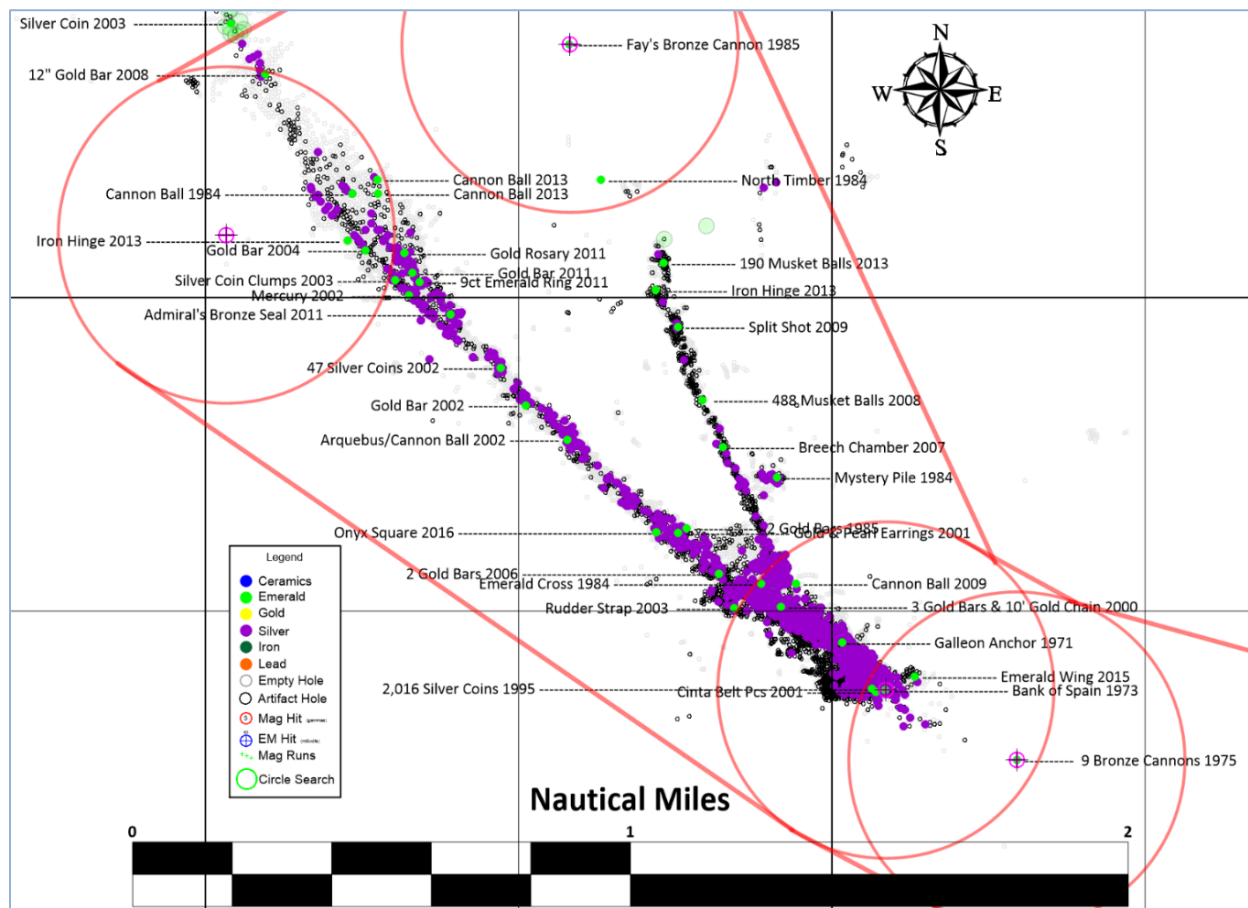 Silver Coin 2003
Fay's Bronze Cannon 1985
12" Gold Bar 2008
N
W
E
S
Cannon Ball 2013
North Timber 1984
Cannon Ball 1984
Cannon Ball 2013
Iron Hinge 2013
Gold Bar 2004
Gold Rosary 2011
190 Musket Balls 2013
Gold Bar 2011
Silver Coin Clumps 2003
9ct Emerald Ring 2011
Iron Hinge 2013
Mercury 2002
Admiral's Bronze Seal 2011
Split Shot 2009
47 Silver Coins 2002
488 Musket Balls 2008
Gold Bar 2002
Arquebus/Cannon Ball 2002
Breech Chamber 2007
Mystery Pile 1984
2 Gold Bars 1985
Onyx Square 2016
Gold & Pearl Earrings 2001
2 Gold Bars 2006
Emerald Cross 1984
Cannon Ball 2009
Rudder Strap 2003
3 Gold Bars & 10' Gold Chain 2000
Galleon Anchor 1971
Emerald Wing 2015
2,016 Silver Coins 1995
Cinta Belt Pcs 2001
Bank of Spain 1973
9 Bronze Cannons 1975
Legend
Ceramics
Emerald
Gold
Silver
Iron
Lead
Empty Hole
Artifact Hole
Mag Hit
EM Hit
Mag Runs
Circle Search
Nautical Miles
0
1
2